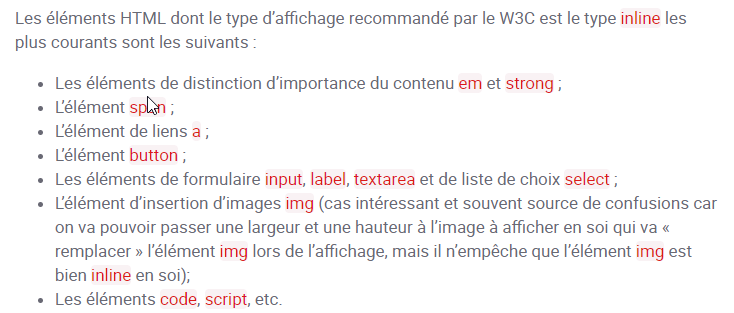 Les éléments HTML dont le type d’affichage recommandé par le W3C est le type inline les
plus courants sont les suivants :
• Les éléments de distinction d’importance du contenu em et strong ;
• L’élément span ;
• L’élément de liens a ;
• L’élément button ;
• Les éléments de formulaire input, label, textarea et de liste de choix select ;
• L’élément d’insertion d’images img (cas intéressant et souvent source de confusions car
on va pouvoir passer une largeur et une hauteur à l’image à afficher en soi qui va «
remplacer » l’élément img lors de l’affichage, mais il n’empêche que l’élément img est
bien inline en soi);
• Les éléments code, script, etc.